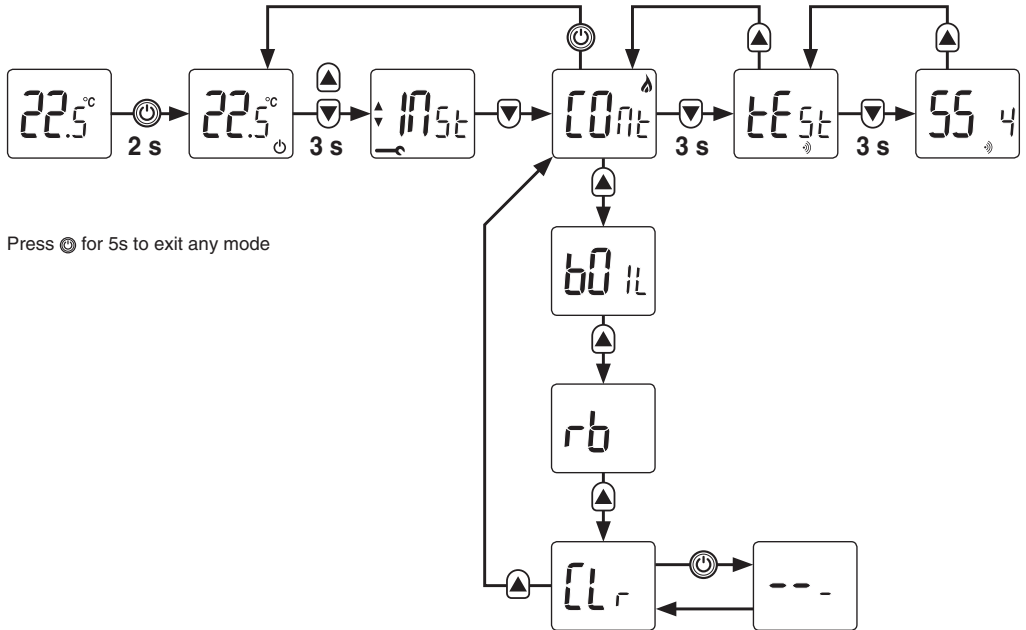 22.5°C
2 s
22.5°C
3 s
INSt
CONt
3 s
tESt
3 s
SS 4
Press for 5s to exit any mode
bOIL
rb
CLr
---